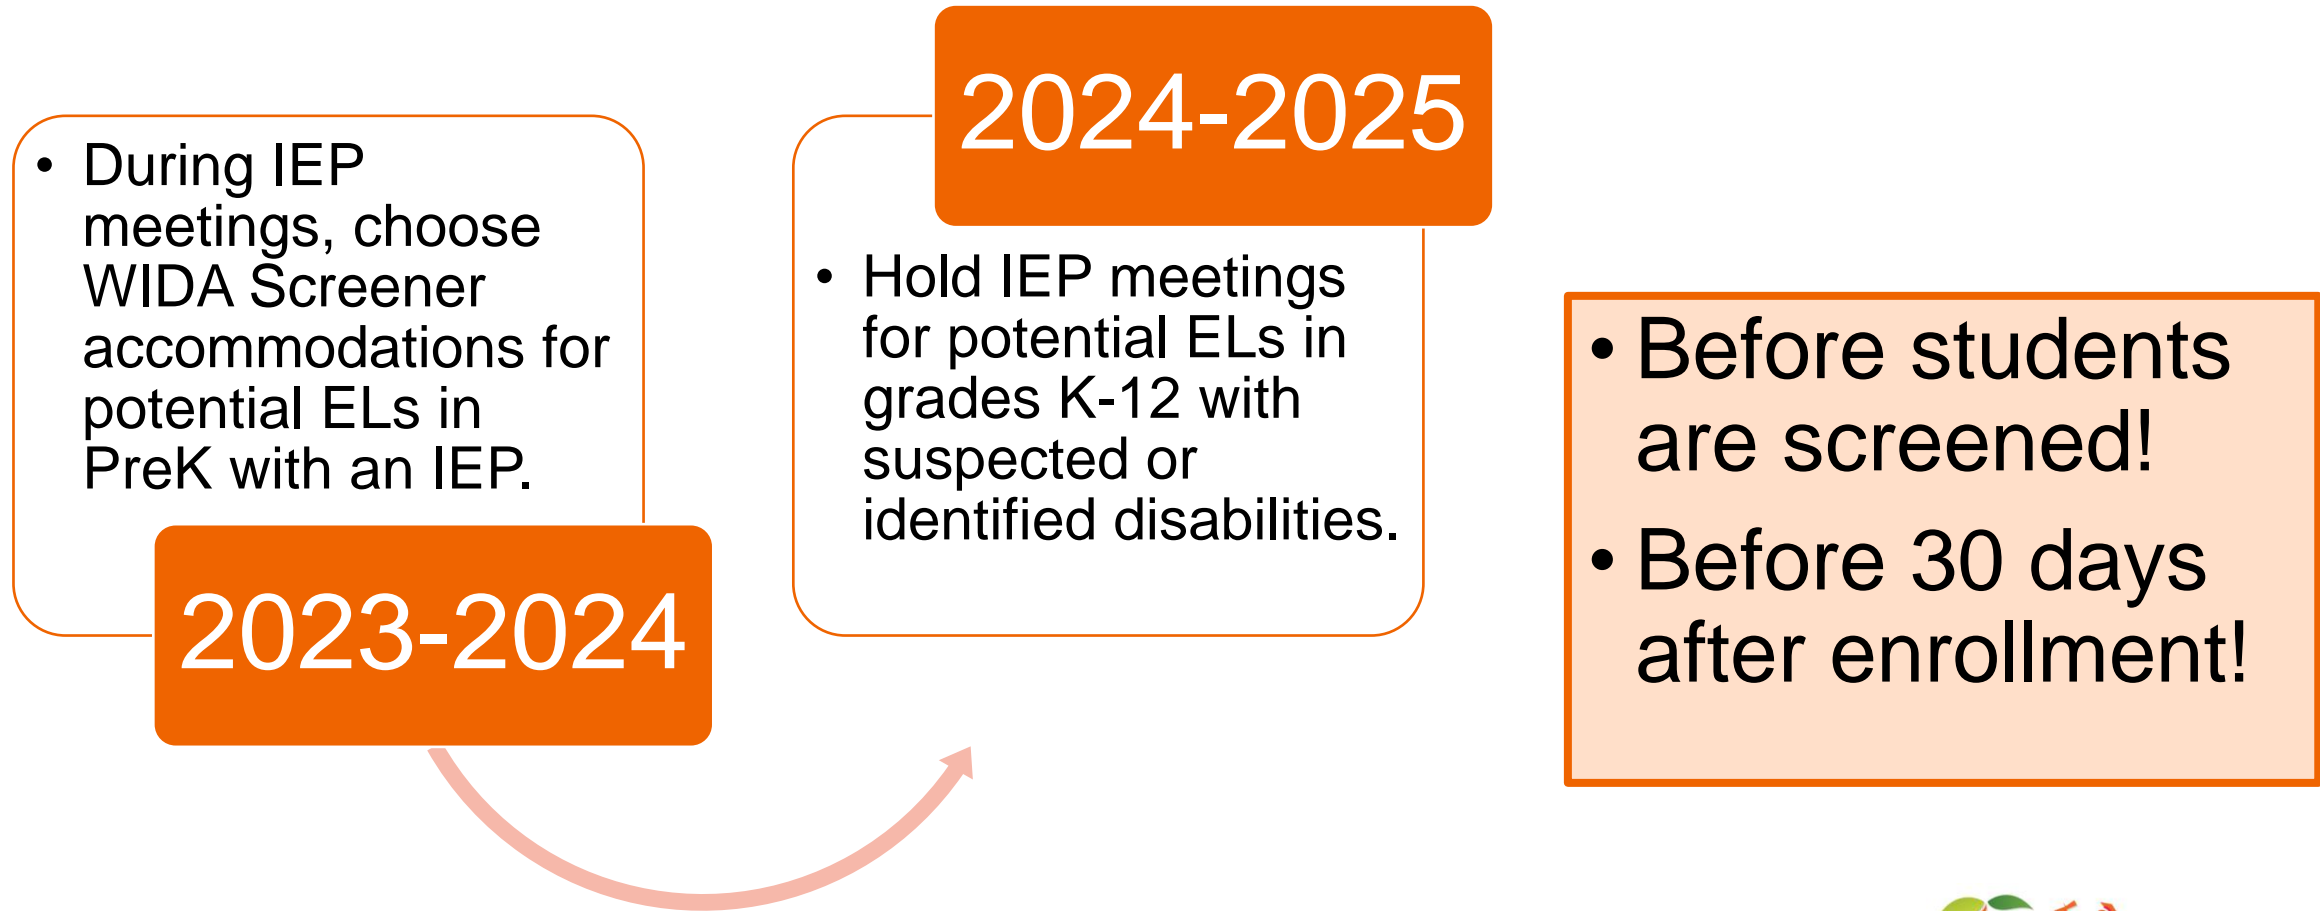 • During IEP
meetings, choose
WIDA Screener
accommodations for
potential ELs in
PreK with an IEP.
2023-2024
2024-2025
• Hold IEP meetings
for potential ELs in
grades K-12 with
suspected or
identified disabilities.
• Before students
are screened!
• Before 30 days
after enrollment!